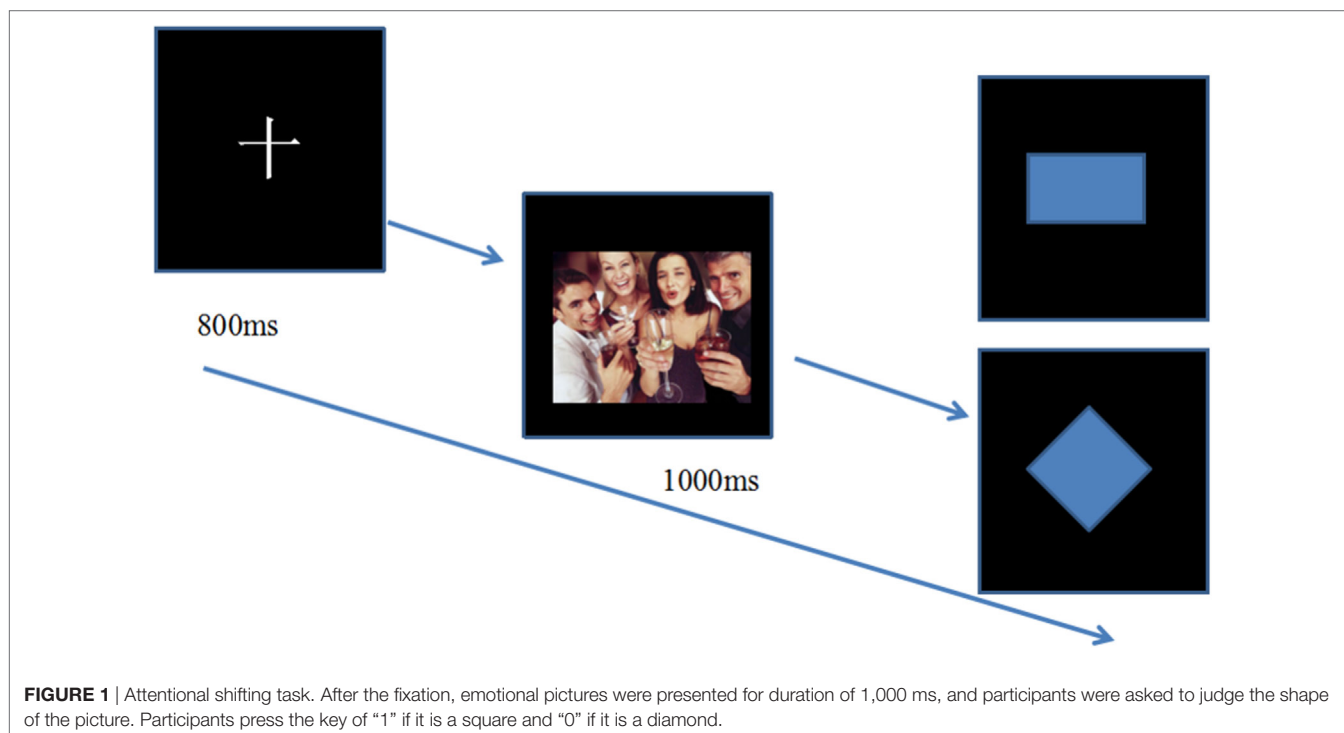 800ms
1000ms
FIGURE 1 | Attentional shifting task. After the fixation, emotional pictures were presented for duration of 1,000 ms, and participants were asked to judge the shape
of the picture. Participants press the key of “1” if it is a square and “0” if it is a diamond.